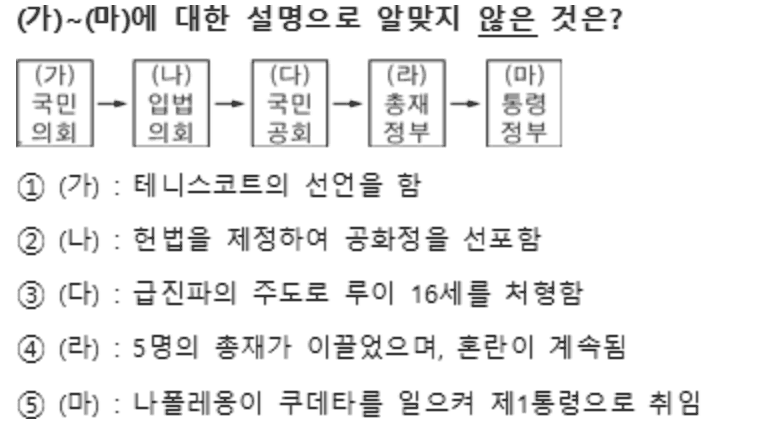 (가)~(마)에 대한 설명으로 알맞지 않은 것은?
(가) 국민 의회 → (나) 입법 의회 → (다) 국민 공회 → (라) 총재 정부 → (마) 통령 정부
① (가) : 테니스코트의 선언을 함
② (나) : 헌법을 제정하여 공화정을 선포함
③ (다) : 급진파의 주도로 루이 16세를 처형함
④ (라) : 5명의 총재가 이끌었으며, 혼란이 계속됨
⑤ (마) : 나폴레옹이 쿠데타를 일으켜 제1통령으로 취임